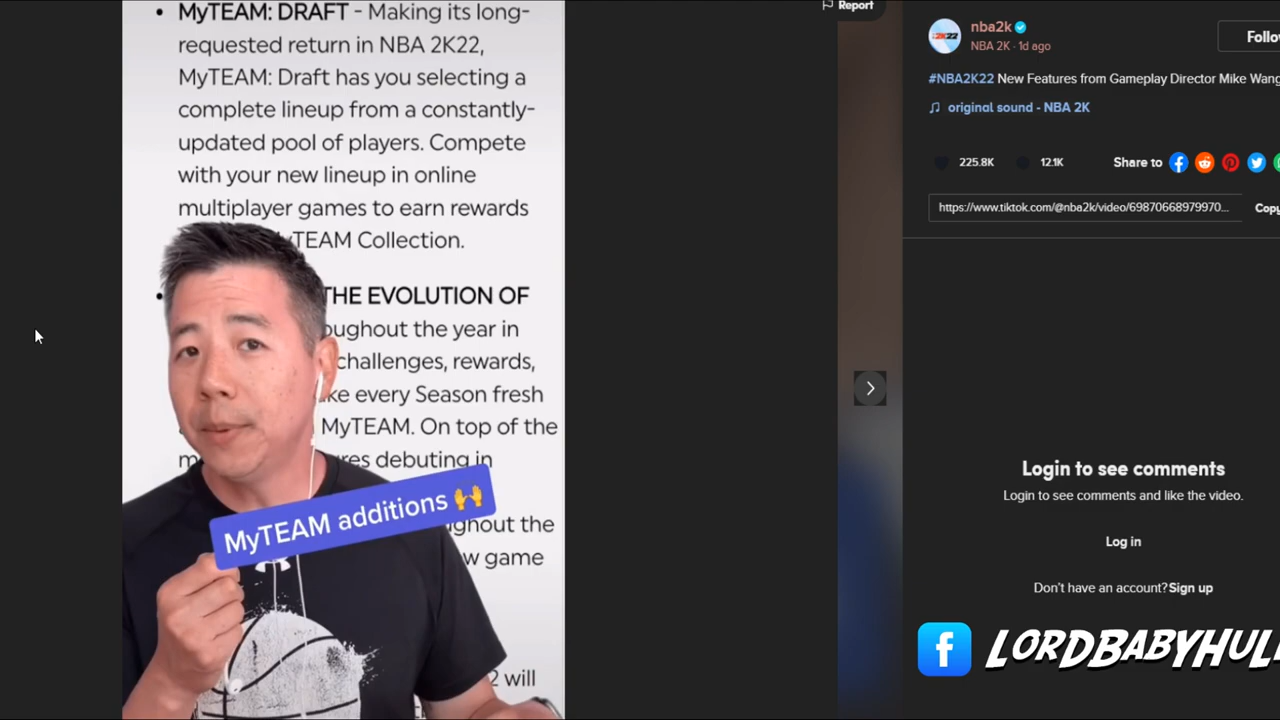 MyTEAM: DRAFT - Making its long-
requested return in NBA 2K22,
MyTEAM: Draft has you selecting a
complete lineup from a constantly-
updated pool of players. Compete
with your new lineup in online
multiplayer games to earn rewards
MyTEAM Collection.
THE EVOLUTION OF
oughout the year in
challenges, rewards,
ke every Season fresh
MyTEAM. On top of the
res debuting in
MyTEAM additions 🙌
ghout the
w game
2 will
Report
2K22
nba2k
NBA 2K · 1d ago
Follo
#NBA2K22 New Features from Gameplay Director Mike Wang
original sound - NBA 2K
225.8K
12.1K
Share to
https://www.tiktok.com/@nba2k/video/69870668979970...
Copy
Login to see comments
Login to see comments and like the video.
Log in
Don't have an account? Sign up
LORDBABYHUL